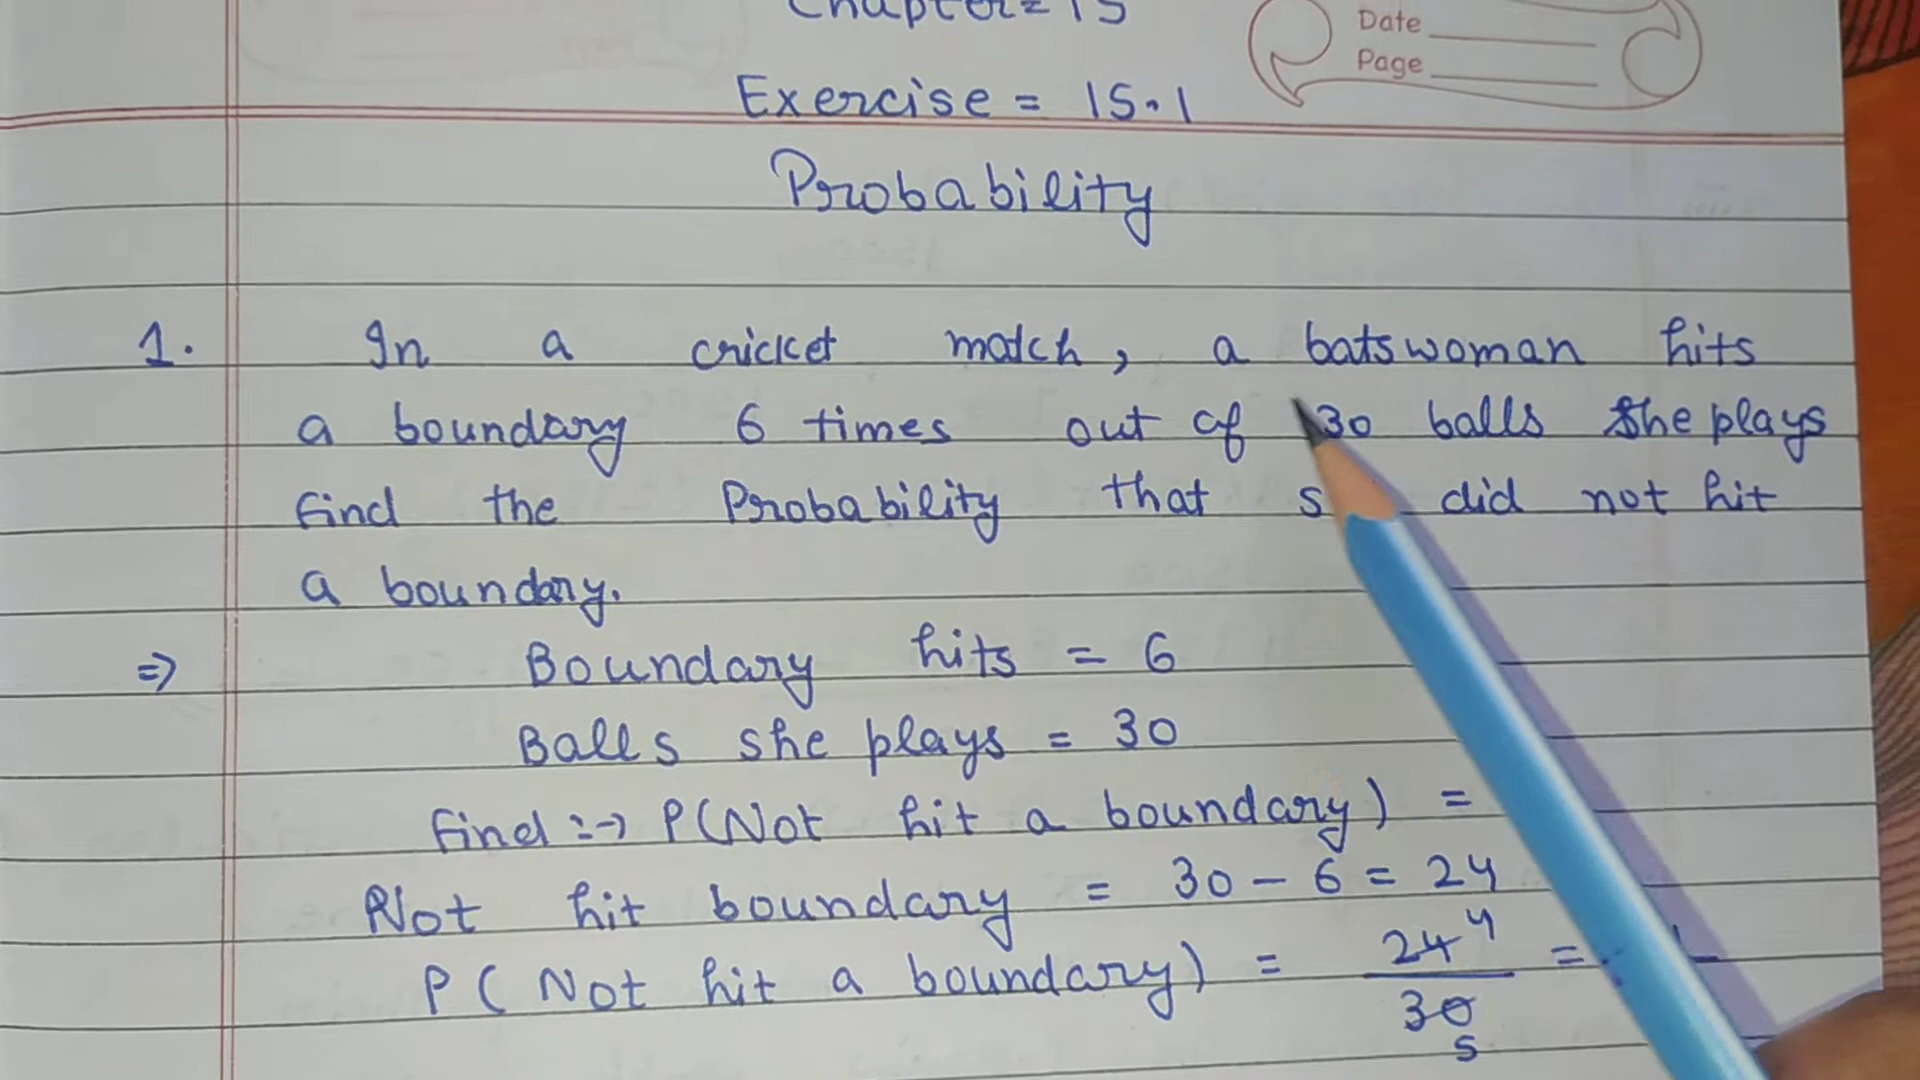 Chapter = 15
Date
Page
Exercise = 15.1
Probability
1. In a cricket match, a batswoman hits
a boundary 6 times out of 30 balls she plays
find the Probability that did not hit
a boundary.
⇒ Boundary hits = 6
Balls she plays = 30
find :→ P(Not hit a boundary) =
Not hit boundary = 30 - 6 = 24
P( Not hit a boundary) = 24 4 =
30
5